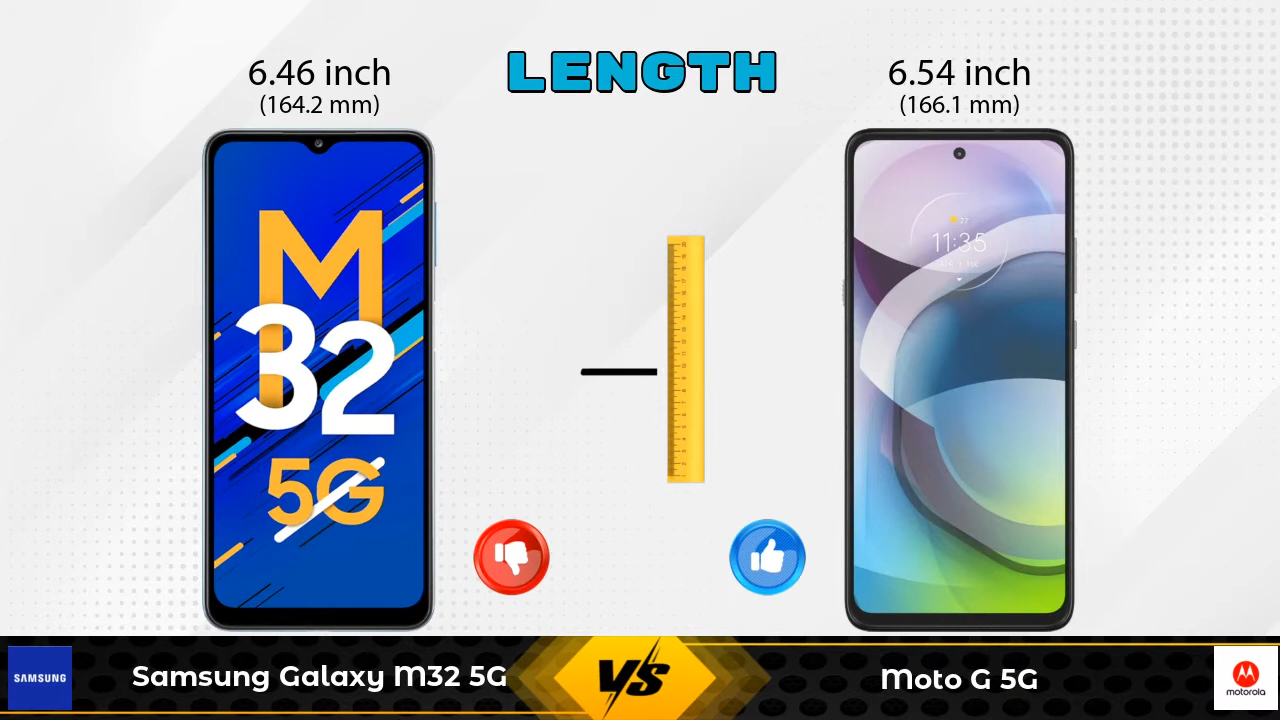 LENGTH
6.46 inch
(164.2 mm)
6.54 inch
(166.1 mm)
M
32
5G
11:35
SAMSUNG
Samsung Galaxy M32 5G
VS
Moto G 5G
motorola